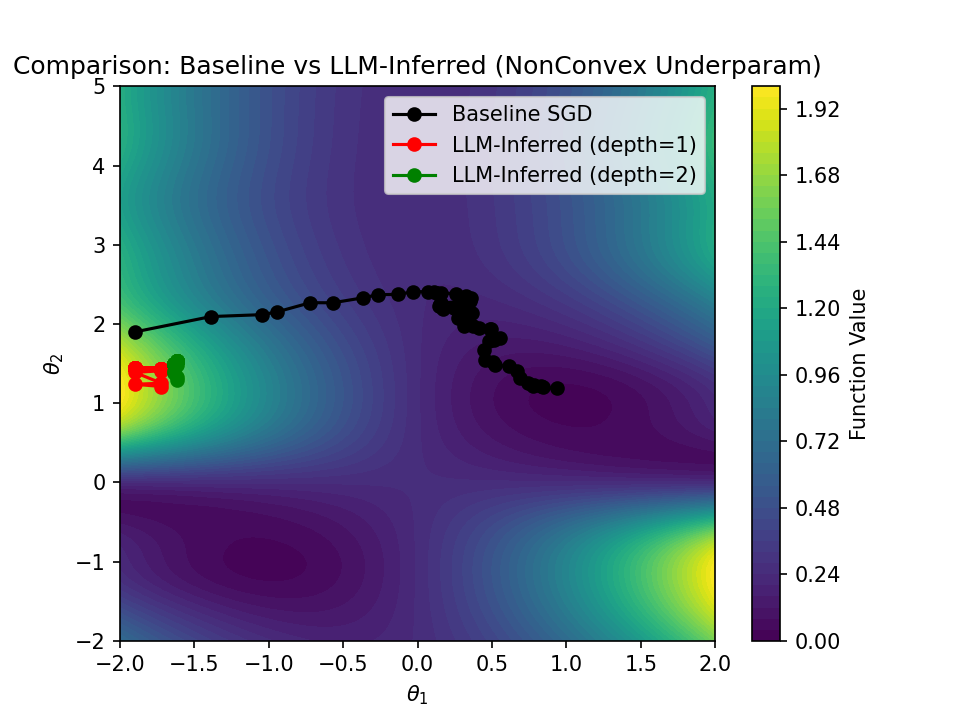 Comparison: Baseline vs LLM-Inferred (NonConvex Underparam)
Baseline SGD
LLM-Inferred (depth=1)
LLM-Inferred (depth=2)
5
4
3
2
1
0
−1
−2
θ₂
−2.0 −1.5 −1.0 −0.5 0.0 0.5 1.0 1.5 2.0
θ₁
1.92
1.68
1.44
1.20
0.96
0.72
0.48
0.24
0.00
Function Value